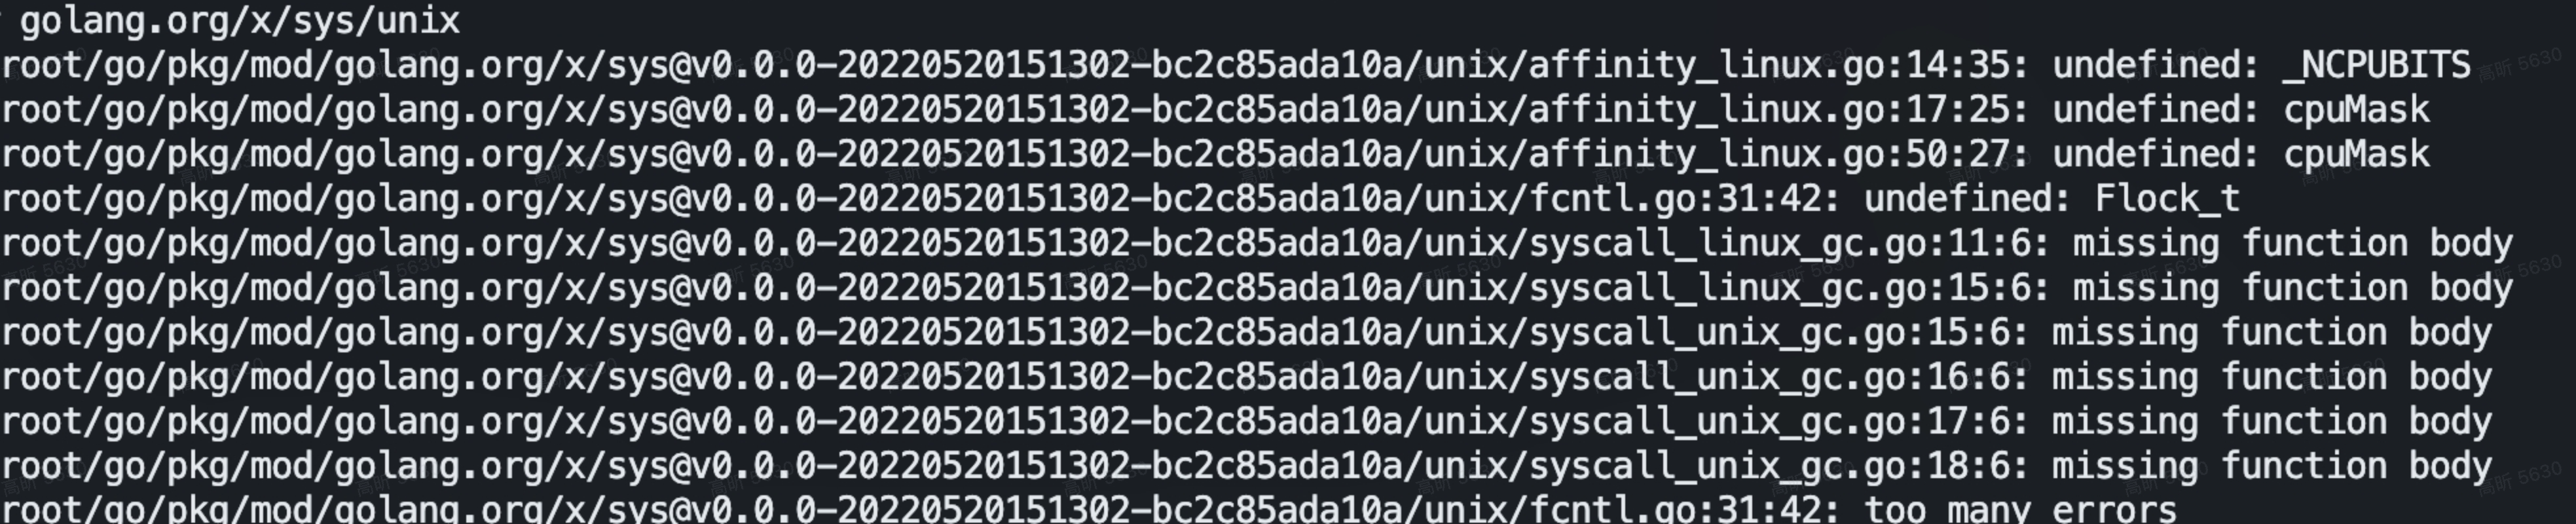 golang.org/x/sys/unix
root/go/pkg/mod/golang.org/x/sys@v0.0.0-20220520151302-bc2c85ada10a/unix/affinity_linux.go:14:35: undefined: _NCPUBITS
root/go/pkg/mod/golang.org/x/sys@v0.0.0-20220520151302-bc2c85ada10a/unix/affinity_linux.go:17:25: undefined: cpuMask
root/go/pkg/mod/golang.org/x/sys@v0.0.0-20220520151302-bc2c85ada10a/unix/affinity_linux.go:50:27: undefined: cpuMask
root/go/pkg/mod/golang.org/x/sys@v0.0.0-20220520151302-bc2c85ada10a/unix/fcntl.go:31:42: undefined: Flock_t
root/go/pkg/mod/golang.org/x/sys@v0.0.0-20220520151302-bc2c85ada10a/unix/syscall_linux_gc.go:11:6: missing function body
root/go/pkg/mod/golang.org/x/sys@v0.0.0-20220520151302-bc2c85ada10a/unix/syscall_linux_gc.go:15:6: missing function body
root/go/pkg/mod/golang.org/x/sys@v0.0.0-20220520151302-bc2c85ada10a/unix/syscall_unix_gc.go:15:6: missing function body
root/go/pkg/mod/golang.org/x/sys@v0.0.0-20220520151302-bc2c85ada10a/unix/syscall_unix_gc.go:16:6: missing function body
root/go/pkg/mod/golang.org/x/sys@v0.0.0-20220520151302-bc2c85ada10a/unix/syscall_unix_gc.go:17:6: missing function body
root/go/pkg/mod/golang.org/x/sys@v0.0.0-20220520151302-bc2c85ada10a/unix/syscall_unix_gc.go:18:6: missing function body
root/go/pkg/mod/golang.org/x/sys@v0.0.0-20220520151302-bc2c85ada10a/unix/fcntl.go:31:42: too many errors
高昕 5630